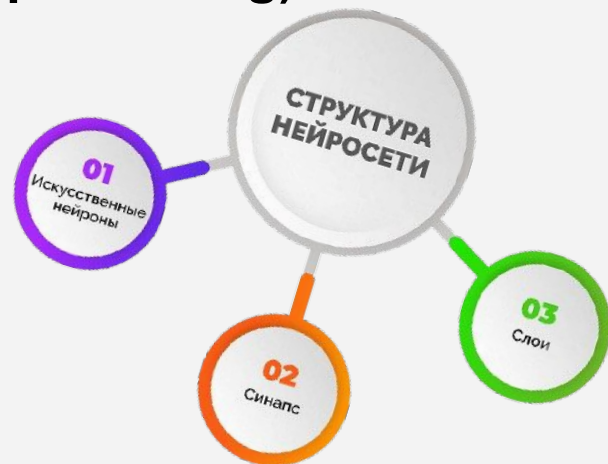 СТРУКТУРА
НЕЙРОСЕТИ
01
Искусственные
нейроны
02
Синапс
03
Слои